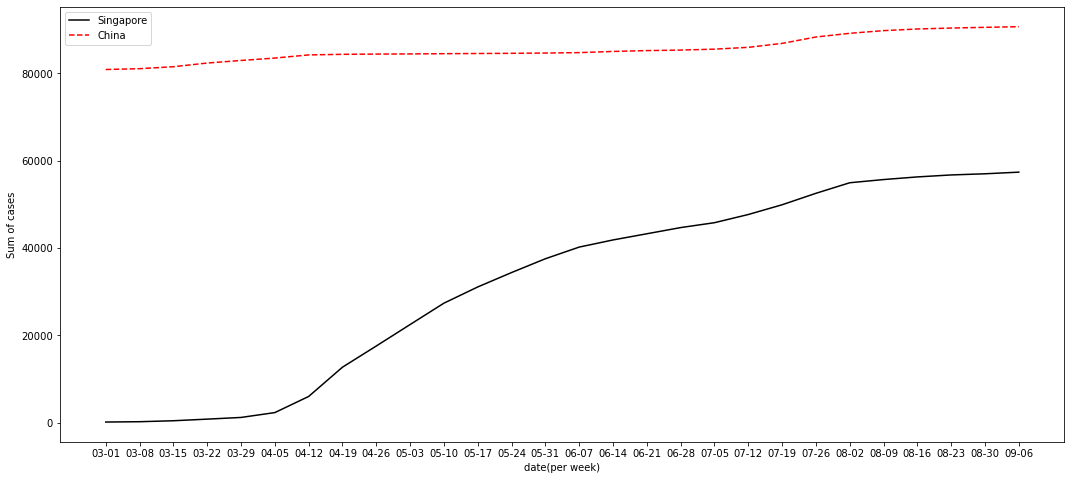 Singapore
China
80000
60000
40000
20000
0
Sum of cases
03-01 03-08 03-15 03-22 03-29 04-05 04-12 04-19 04-26 05-03 05-10 05-17 05-24 05-31 06-07 06-14 06-21 06-28 07-05 07-12 07-19 07-26 08-02 08-09 08-16 08-23 08-30 09-06
date(per week)